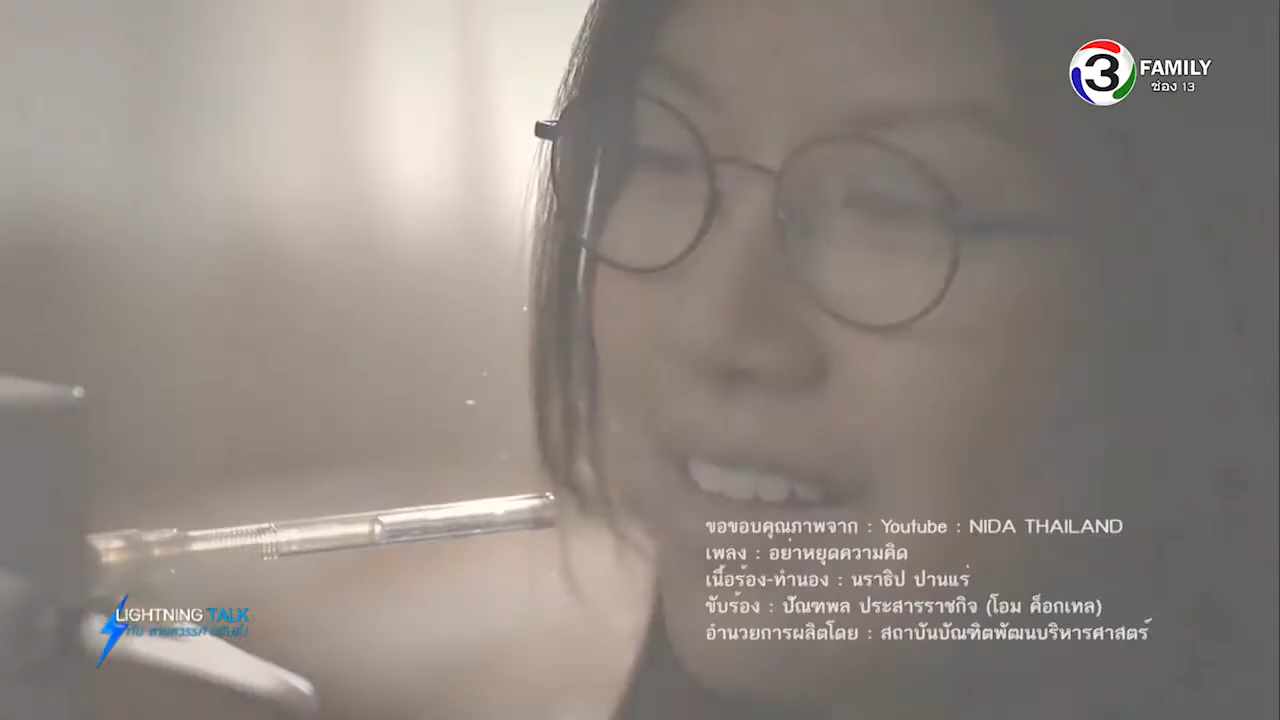 3 FAMILY
ช่อง 13
ขอขอบคุณภาพจาก : Youtube : NIDA THAILAND
เพลง : อย่าหยุดความคิด
เนื้อร้อง-ทำนอง : นราธิป ปานแร่
ขับร้อง : ปัณฑพล ประสารราชกิจ (โอม ค็อกเทล)
อำนวยการผลิตโดย : สถาบันบัณฑิตพัฒนบริหารศาสตร์
LIGHTNING TALK
กับ